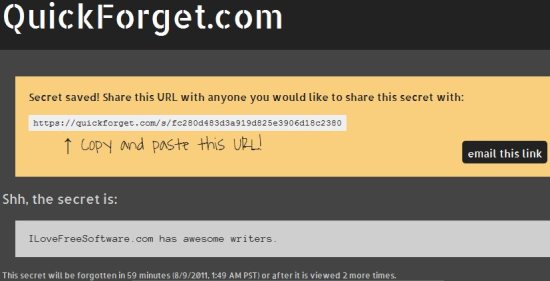 QuickForget.com
Secret saved! Share this URL with anyone you would like to share this secret with:
https://quickforget.com/s/fc280d483d3a919d825e3906d18c2380
↑ Copy and paste this URL!
email this link
Shh, the secret is:
ILoveFreeSoftware.com has awesome writers.
This secret will be forgotten in 59 minutes (8/9/2011, 1:49 AM PST) or after it is viewed 2 more times.